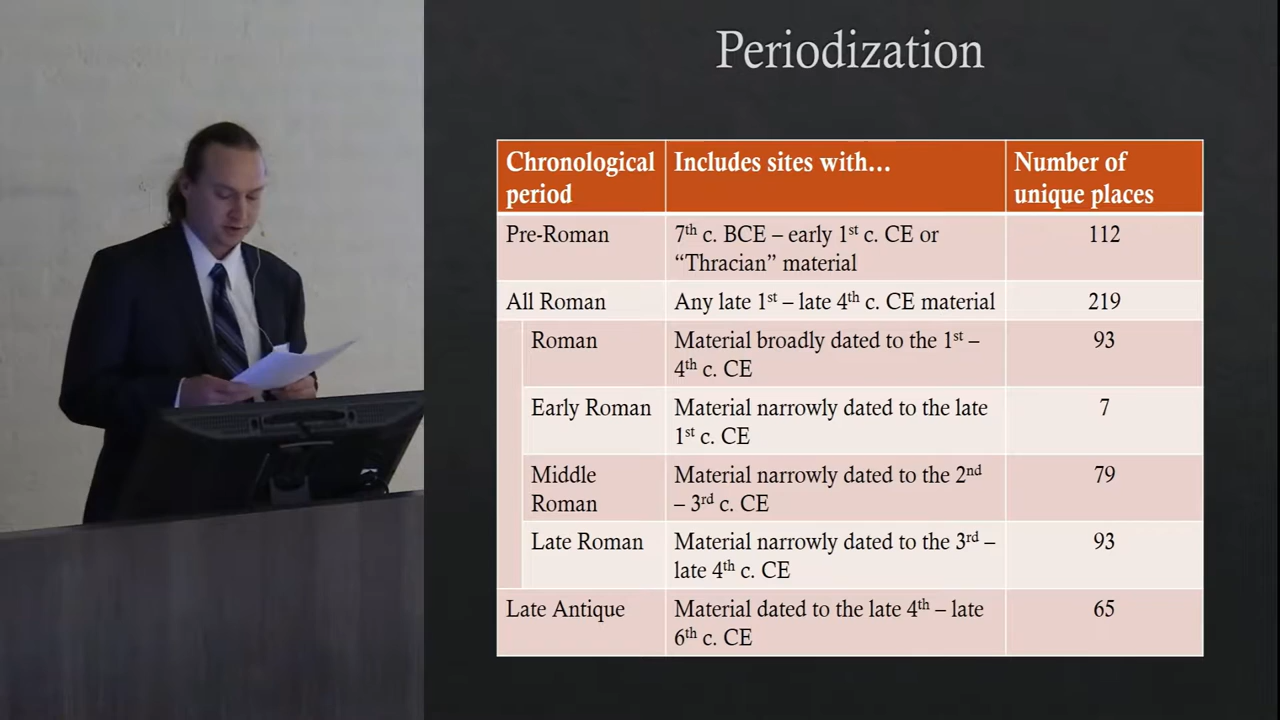 Periodization
Chronological period
Includes sites with…
Number of unique places
Pre-Roman
7th c. BCE – early 1st c. CE or
“Thracian” material
112
All Roman
Any late 1st – late 4th c. CE material
219
Roman
Material broadly dated to the 1st –
4th c. CE
93
Early Roman
Material narrowly dated to the late
1st c. CE
7
Middle
Roman
Material narrowly dated to the 2nd
– 3rd c. CE
79
Late Roman
Material narrowly dated to the 3rd –
late 4th c. CE
93
Late Antique
Material dated to the late 4th – late
6th c. CE
65